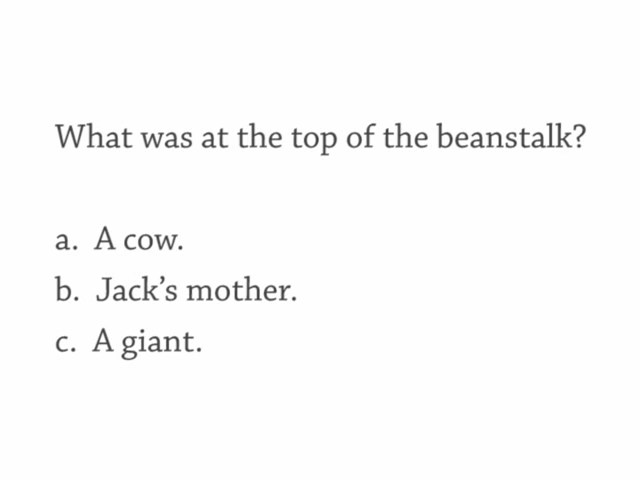 What was at the top of the beanstalk?
a. A cow.
b. Jack’s mother.
c. A giant.